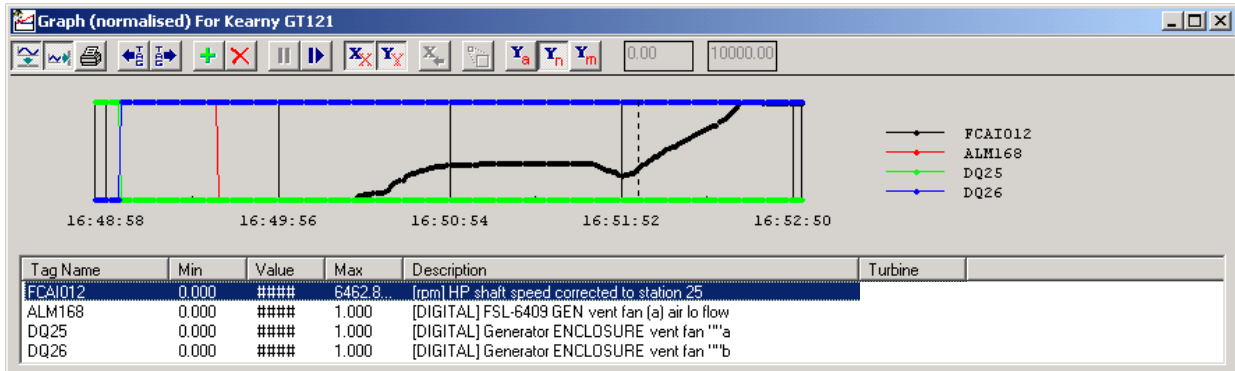 Graph (normalised) For Kearny GT121
0.00 10000.00
FCAI012
ALM168
DQ25
DQ26
16:48:58 16:49:56 16:50:54 16:51:52 16:52:50
Tag Name Min Value Max Description Turbine
FCAI012 0.000 #### 6462.8... [rpm] HP shaft speed corrected to station 25
ALM168 0.000 #### 1.000 [DIGITAL] FSL-6409 GEN vent fan (a) air lo flow
DQ25 0.000 #### 1.000 [DIGITAL] Generator ENCLOSURE vent fan ""a
DQ26 0.000 #### 1.000 [DIGITAL] Generator ENCLOSURE vent fan ""b